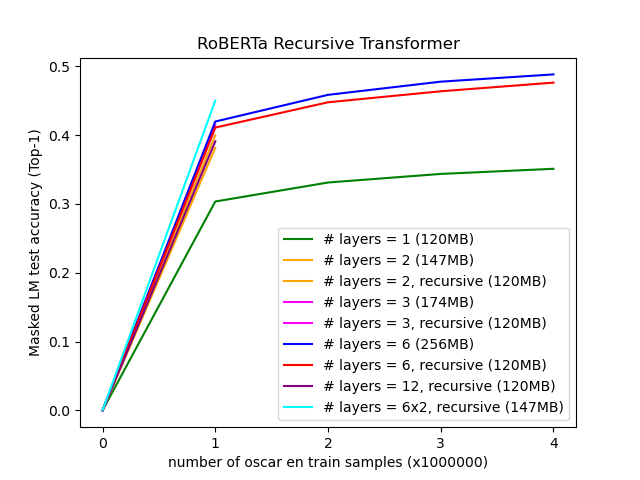 RoBERTa Recursive Transformer
Masked LM test accuracy (Top-1)
0.5
0.4
0.3
0.2
0.1
0.0
# layers = 1 (120MB)
# layers = 2 (147MB)
# layers = 2, recursive (120MB)
# layers = 3 (174MB)
# layers = 3, recursive (120MB)
# layers = 6 (256MB)
# layers = 6, recursive (120MB)
# layers = 12, recursive (120MB)
# layers = 6x2, recursive (147MB)
0 1 2 3 4
number of oscar en train samples (x1000000)